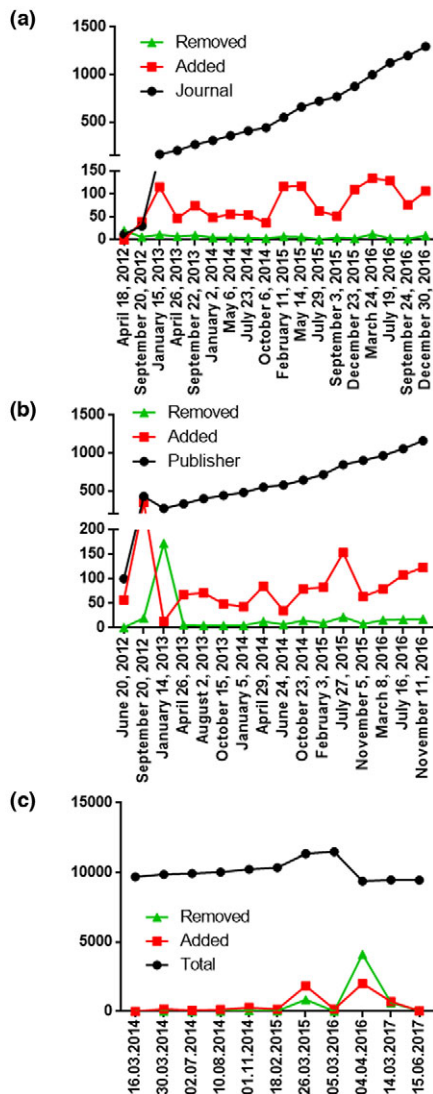 (a)
1500
1000
500
150
100
50
0
Removed
Added
Journal
April 18, 2012
September 20, 2012
January 15, 2013
April 26, 2013
September 22, 2013
January 2, 2014
May 6, 2014
July 23, 2014
October 6, 2014
February 11, 2015
May 14, 2015
July 29, 2015
September 3, 2015
December 23, 2015
March 24, 2016
July 19, 2016
September 24, 2016
December 30, 2016
(b)
1500
1000
500
200
150
100
50
0
Removed
Added
Publisher
June 20, 2012
September 20, 2012
January 14, 2013
April 26, 2013
August 2, 2013
October 15, 2013
January 5, 2014
April 29, 2014
June 24, 2014
October 23, 2014
February 3, 2015
July 27, 2015
November 5, 2015
March 8, 2016
July 16, 2016
November 11, 2016
(c)
15000
10000
5000
0
Removed
Added
Total
16.03.2014
30.03.2014
02.07.2014
10.08.2014
01.11.2014
18.02.2015
26.03.2015
05.03.2016
04.04.2016
14.03.2017
15.06.2017